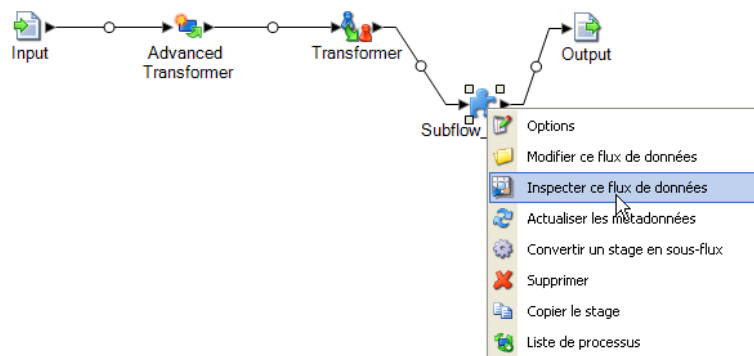 Input
Advanced
Transformer
Transformer
Output
Subflow_
Options
Modifier ce flux de données
Inspecter ce flux de données
Actualiser les métadonnées
Convertir un stage en sous-flux
Supprimer
Copier le stage
Liste de processus